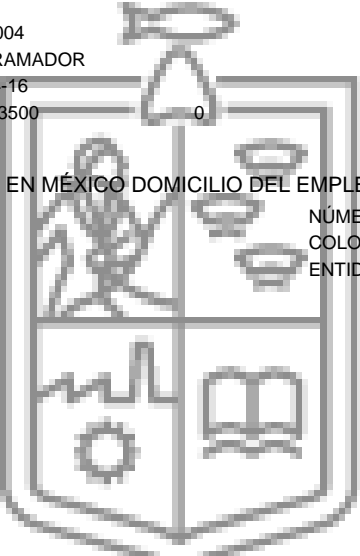 004
RAMADOR
-16
3500 0
EN MÉXICO DOMICILIO DEL EMPLE
NÚME
COLO
ENTID